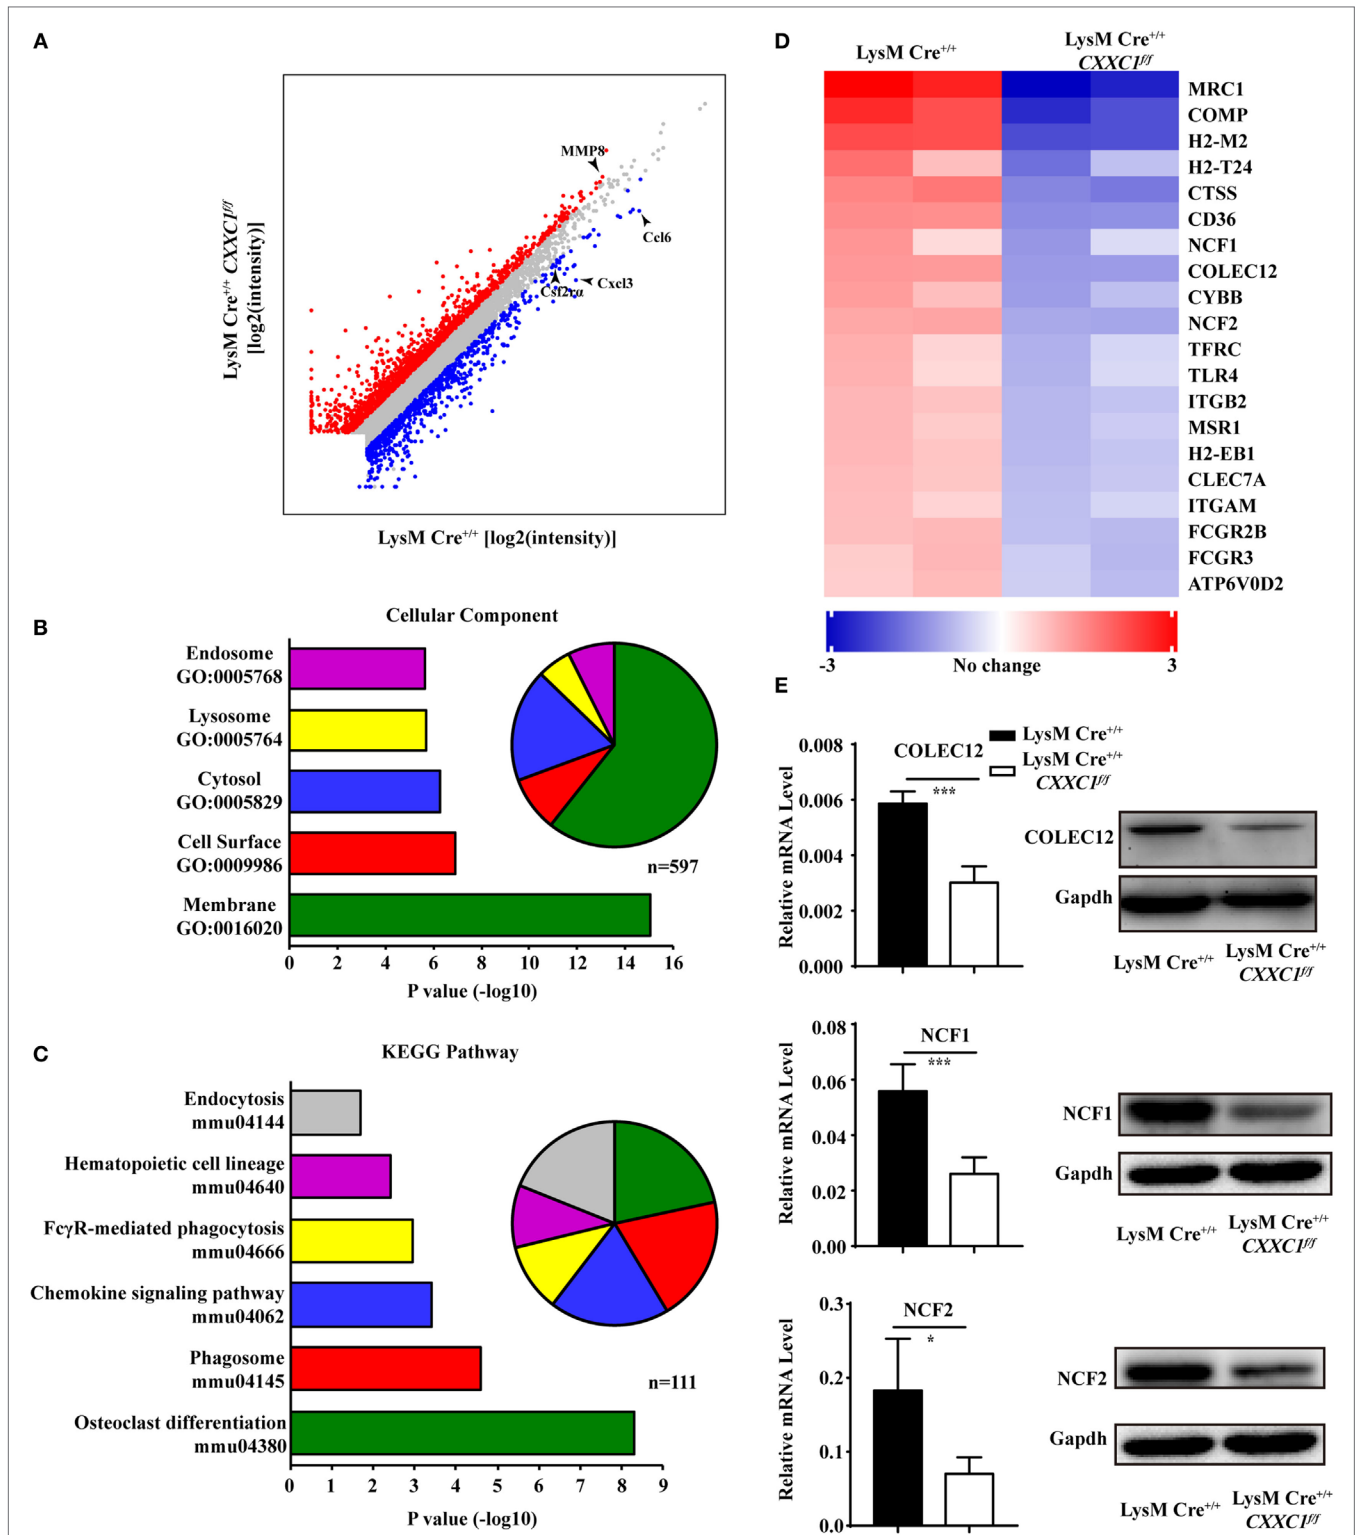 A
LysM Cre+/+ CXXC1f/f
[log2(intensity)]
MMP8
Ccl6
Cxcl3
Csf2rα
LysM Cre+/+ [log2(intensity)]
B
Cellular Component
Endosome
GO:0005768
Lysosome
GO:0005764
Cytosol
GO:0005829
Cell Surface
GO:0009986
Membrane
GO:0016020
n=597
0 2 4 6 8 10 12 14 16
P value (-log10)
C
KEGG Pathway
Endocytosis
mmu04144
Hematopoietic cell lineage
mmu04640
FcγR-mediated phagocytosis
mmu04666
Chemokine signaling pathway
mmu04062
Phagosome
mmu04145
Osteoclast differentiation
mmu04380
n=111
0 1 2 3 4 5 6 7 8 9
P value (-log10)
D
LysM Cre+/+
LysM Cre+/+
CXXC1f/f
MRC1
COMP
H2-M2
H2-T24
CTSS
CD36
NCF1
COLEC12
CYBB
NCF2
TFRC
TLR4
ITGB2
MSR1
H2-EB1
CLEC7A
ITGAM
FCGR2B
FCGR3
ATP6V0D2
-3 No change 3
E
LysM Cre+/+
LysM Cre+/+
CXXC1f/f
Relative mRNA Level
0.008
0.006
0.004
0.002
0.000
COLEC12
***
COLEC12
Gapdh
LysM Cre+/+
LysM Cre+/+
CXXC1f/f
Relative mRNA Level
0.08
0.06
0.04
0.02
0.00
NCF1
***
NCF1
Gapdh
LysM Cre+/+
LysM Cre+/+
CXXC1f/f
Relative mRNA Level
0.3
0.2
0.1
0.0
NCF2
*
NCF2
Gapdh
LysM Cre+/+
LysM Cre+/+
CXXC1f/f